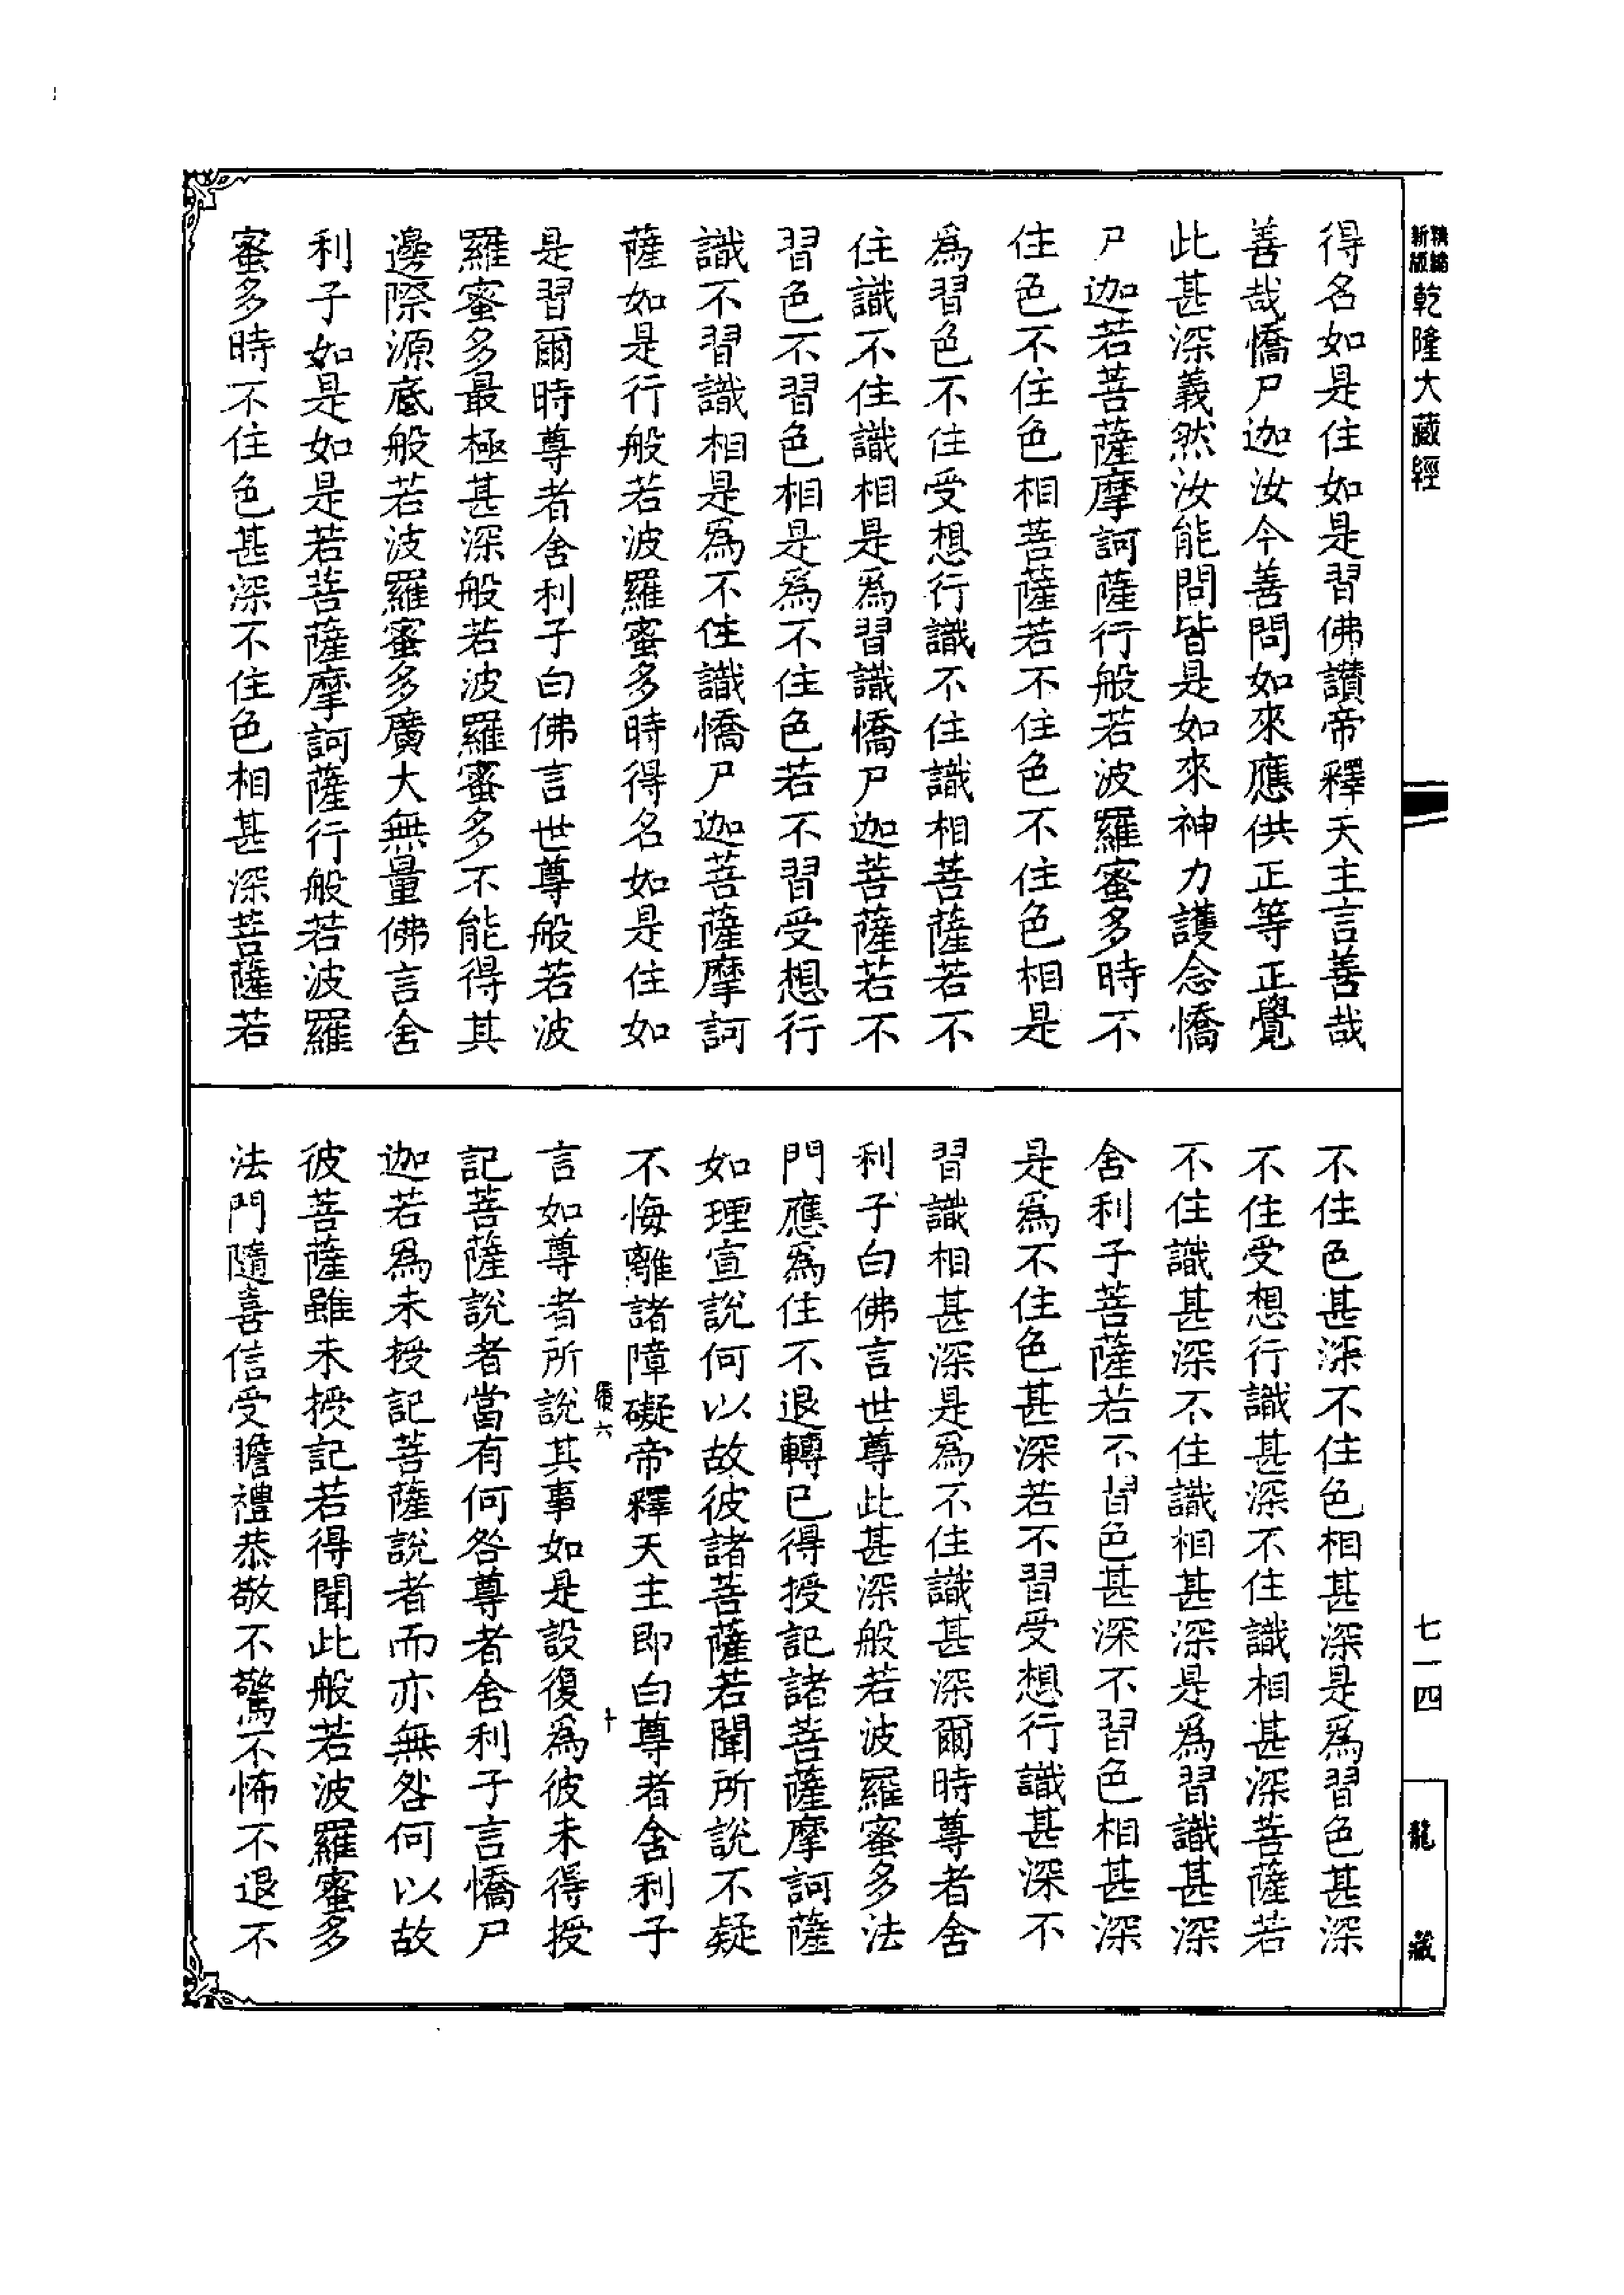 精縮新版乾隆大藏經
七一四
龍藏
得名如是住如是習佛讚帝釋天主言善哉
善哉憍尸迦汝今善問如來應供正等正覺
此甚深義然汝能問皆是如來神力護念憍
尸迦若菩薩摩訶薩行般若波羅蜜多時不
住色不住色相菩薩若不住色不住色相是
爲習色不住受想行識不住識相菩薩若不
住識不住識相是爲習識憍尸迦菩薩若不
習色不習色相是爲不住色若不習受想行
識不習識相是爲不住識憍尸迦菩薩摩訶
薩如是行般若波羅蜜多時得名如是住如
是習爾時尊者舍利子白佛言世尊般若波
羅蜜多最極甚深般若波羅蜜多不能得其
邊際源底般若波羅蜜多廣大無量佛言舍
利子如是如是若菩薩摩訶薩行般若波羅
蜜多時不住色甚深不住色相甚深菩薩若
不住色甚深不住色相甚深是爲習色甚深
不住受想行識甚深不住識相甚深菩薩若
不住識甚深不住識相甚深是爲習識甚深
舍利子菩薩若不習色甚深不習色相甚深
是爲不住色甚深若不習受想行識甚深不
習識相甚深是爲不住識甚深爾時尊者舍
利子白佛言世尊此甚深般若波羅蜜多法
門應爲住不退轉已得授記諸菩薩摩訶薩
如理宣說何以故彼諸菩薩若聞所說不疑
不悔離諸障礙帝釋天主即白尊者舍利子
六 十
言如尊者所說其事如是設復爲彼未得授
記菩薩說者當有何咎尊者舍利子言憍尸
迦若爲未授記菩薩說者而亦無咎何以故
彼菩薩雖未授記若得聞此般若波羅蜜多
法門隨喜信受瞻禮恭敬不驚不怖不退不